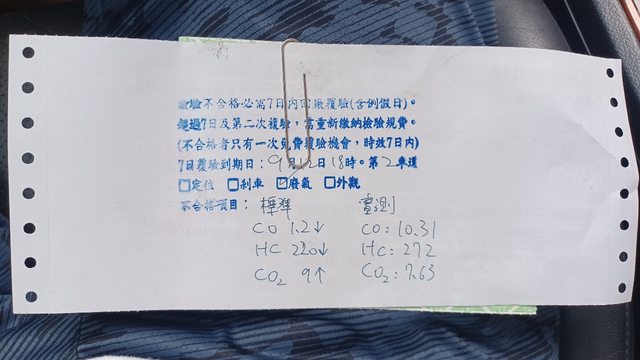 檢驗不合格必需7日內回廠覆驗(含例假日)。
超過7日及第二次複驗，需重新繳納檢驗規費。
(不合格者只有一次免費覆驗機會，時效7日內)
7日覆驗到期日：9月12日18時。第2車道
☐定位 ☐剎車 ☑廢氣 ☐外觀
不合格項目： 標準 實測
CO 1.2↓ CO: 10.31
HC 220↓ HC: 272
CO₂ 9↑ CO₂: 7.63